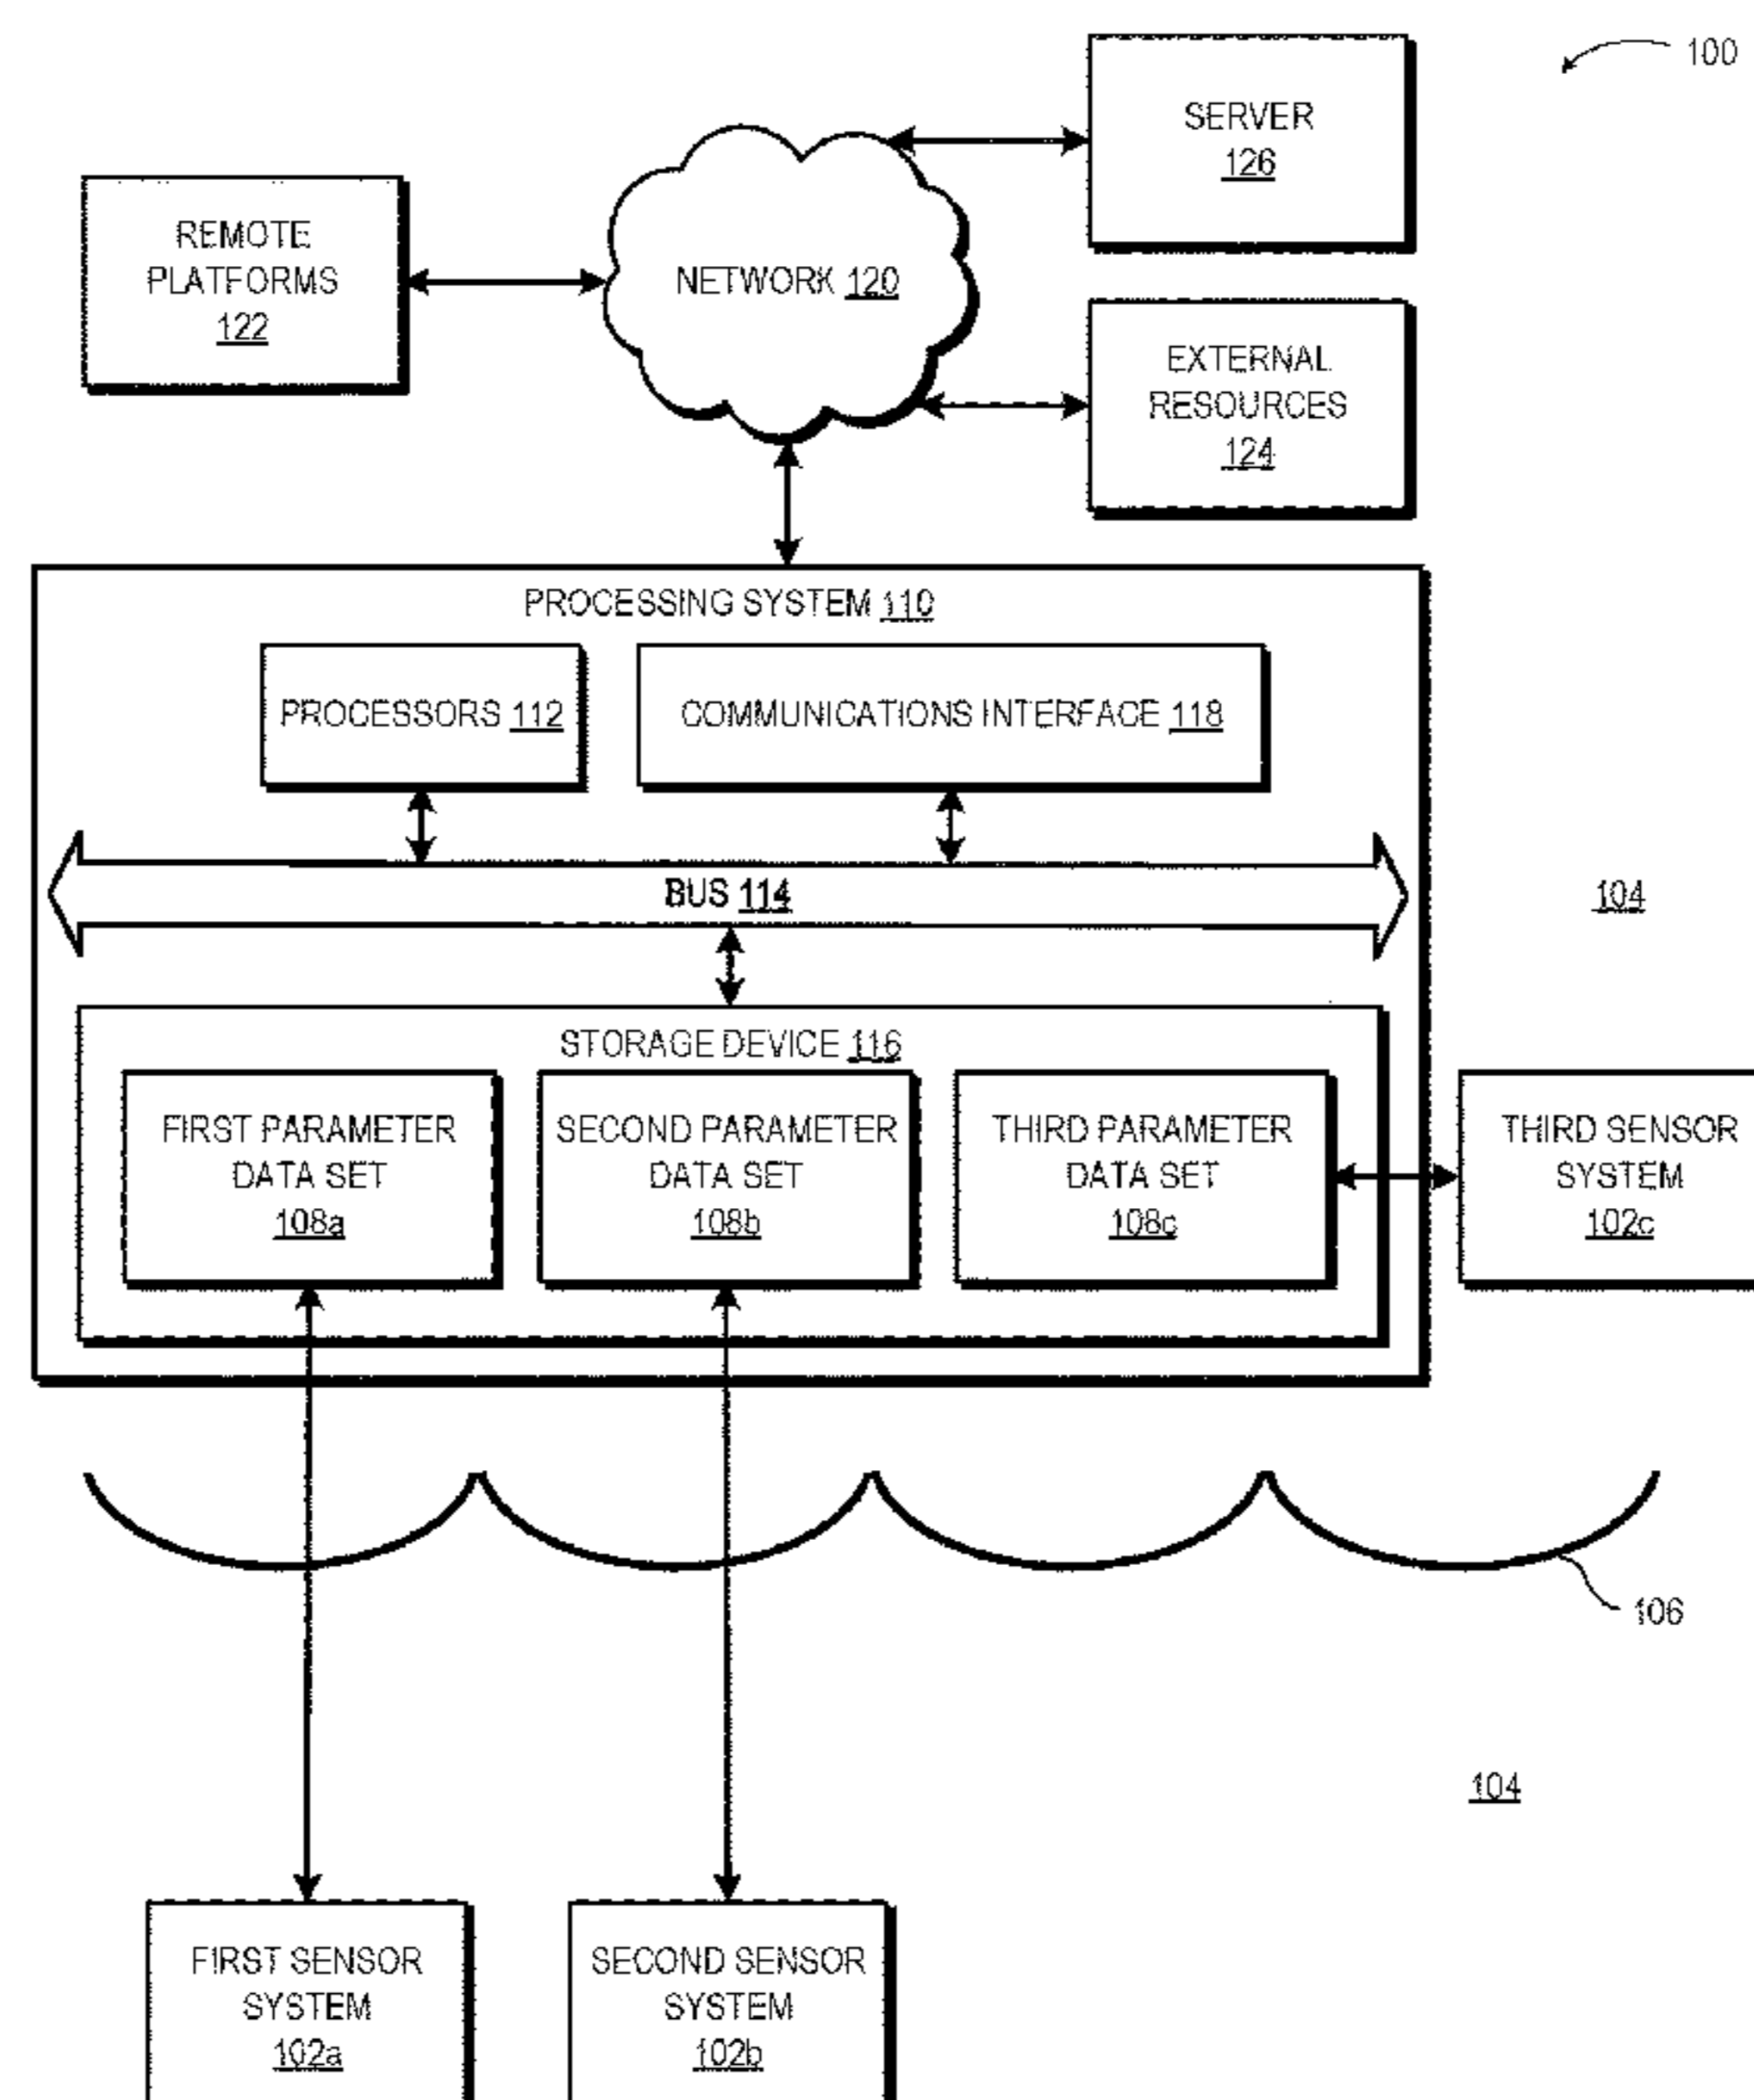 100
SERVER
126
REMOTE
PLATFORMS
122
NETWORK 120
EXTERNAL
RESOURCES
124
PROCESSING SYSTEM 110
PROCESSORS 112
COMMUNICATIONS INTERFACE 118
BUS 114
104
STORAGE DEVICE 116
FIRST PARAMETER
DATA SET
108a
SECOND PARAMETER
DATA SET
108b
THIRD PARAMETER
DATA SET
108c
THIRD SENSOR
SYSTEM
102c
106
104
FIRST SENSOR
SYSTEM
102a
SECOND SENSOR
SYSTEM
102b